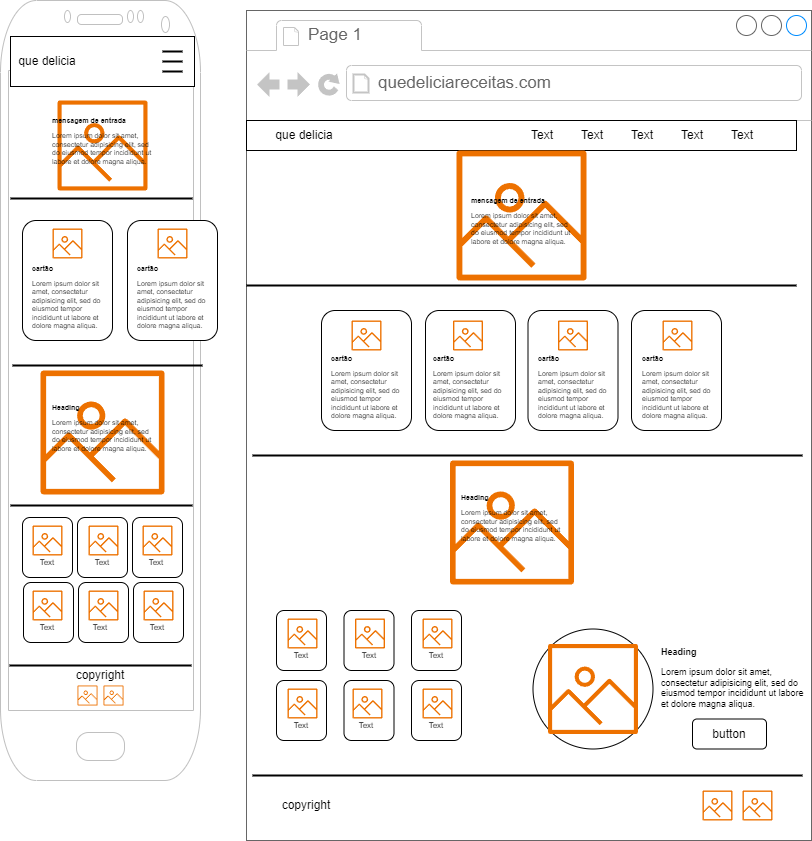 que delicia
mensagem de entrada
Lorem ipsum dolor sit amet,
consectetur adipisicing elit, sed
do eiusmod tempor incididunt ut
labore et dolore magna aliqua.
cartão
Lorem ipsum dolor sit
amet, consectetur
adipisicing elit, sed do
eiusmod tempor
incididunt ut labore et
dolore magna aliqua.
cartão
Lorem ipsum dolor sit
amet, consectetur
adipisicing elit, sed do
eiusmod tempor
incididunt ut labore et
dolore magna aliqua.
Heading
Lorem ipsum dolor sit amet,
consectetur adipisicing elit, sed
do eiusmod tempor incididunt ut
labore et dolore magna aliqua.
Text Text Text
Text Text Text
copyright
Page 1
quedeliciareceitas.com
que delicia Text Text Text Text Text
mensagem de entrada
Lorem ipsum dolor sit amet,
consectetur adipisicing elit, sed
do eiusmod tempor incididunt ut
labore et dolore magna aliqua.
cartão
Lorem ipsum dolor sit
amet, consectetur
adipisicing elit, sed do
eiusmod tempor
incididunt ut labore et
dolore magna aliqua.
cartão
Lorem ipsum dolor sit
amet, consectetur
adipisicing elit, sed do
eiusmod tempor
incididunt ut labore et
dolore magna aliqua.
cartão
Lorem ipsum dolor sit
amet, consectetur
adipisicing elit, sed do
eiusmod tempor
incididunt ut labore et
dolore magna aliqua.
cartão
Lorem ipsum dolor sit
amet, consectetur
adipisicing elit, sed do
eiusmod tempor
incididunt ut labore et
dolore magna aliqua.
Heading
Lorem ipsum dolor sit amet,
consectetur adipisicing elit, sed
do eiusmod tempor incididunt ut
labore et dolore magna aliqua.
Text Text Text
Text Text Text
Heading
Lorem ipsum dolor sit amet,
consectetur adipisicing elit, sed do
eiusmod tempor incididunt ut labore
et dolore magna aliqua.
button
copyright